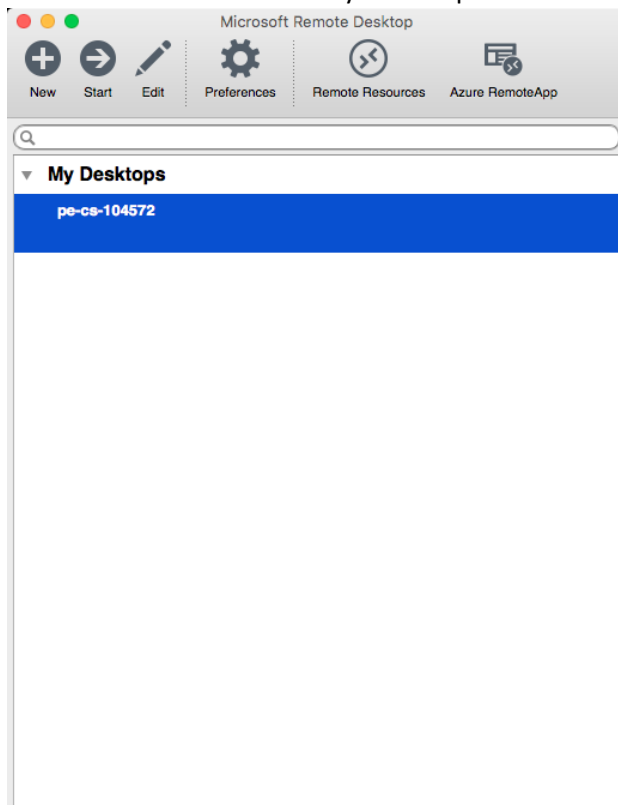 Microsoft Remote Desktop
New Start Edit Preferences Remote Resources Azure RemoteApp
My Desktops
pe-cs-104572